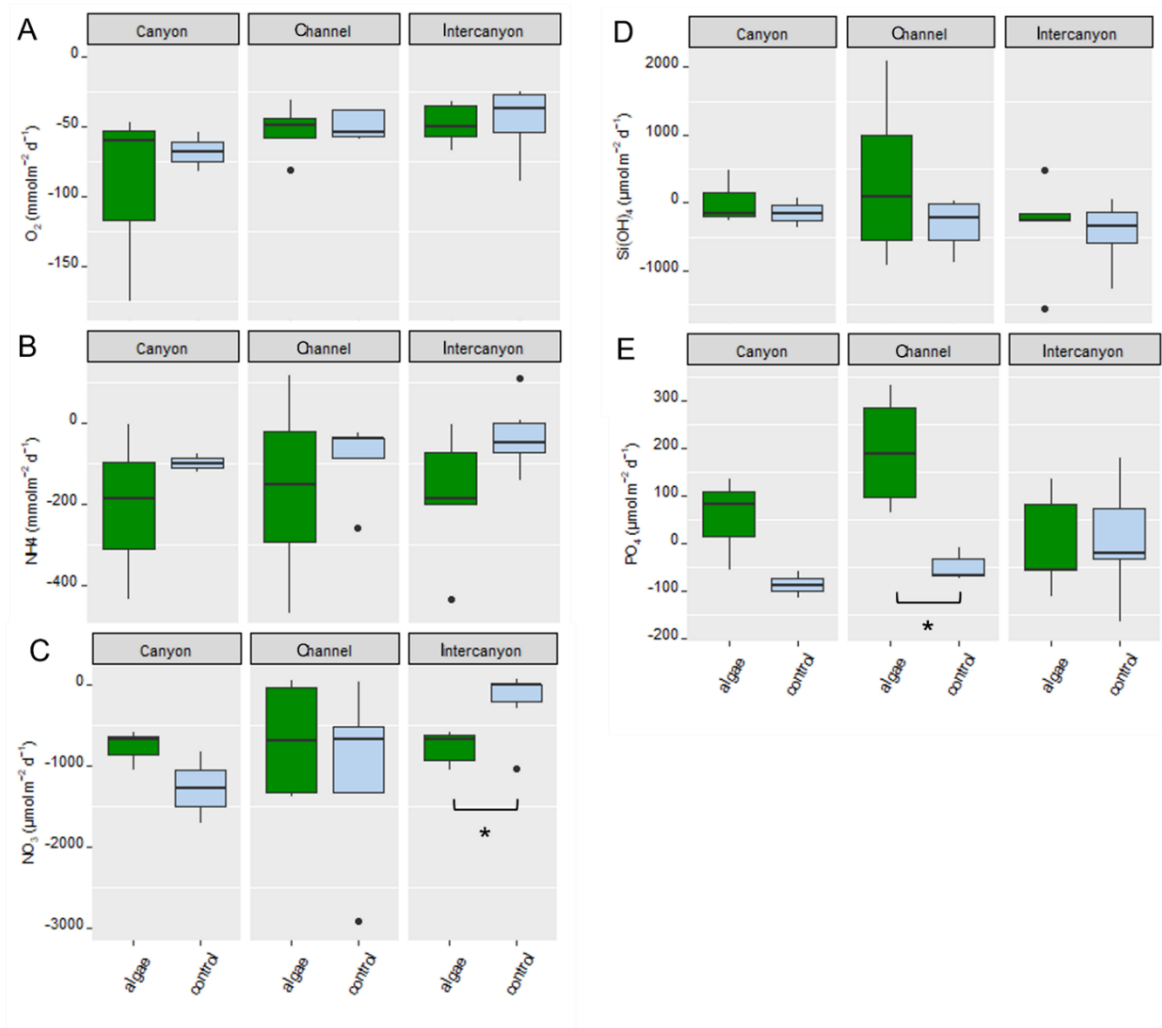 A
Canyon Channel Intercanyon
0
-50
-100
-150
O₂ (mmolm⁻² d⁻¹)
B
Canyon Channel Intercanyon
0
-200
-400
NH4 (mmolm⁻² d⁻¹)
C
Canyon Channel Intercanyon
0
-1000
-2000
-3000
NO₃ (µmolm⁻² d⁻¹)
*
algae control algae control algae control
D
Canyon Channel Intercanyon
2000
1000
0
-1000
Si(OH)₄ (µmolm⁻² d⁻¹)
E
Canyon Channel Intercanyon
300
200
100
0
-100
-200
PO₄ (µmolm⁻² d⁻¹)
*
algae control algae control algae control